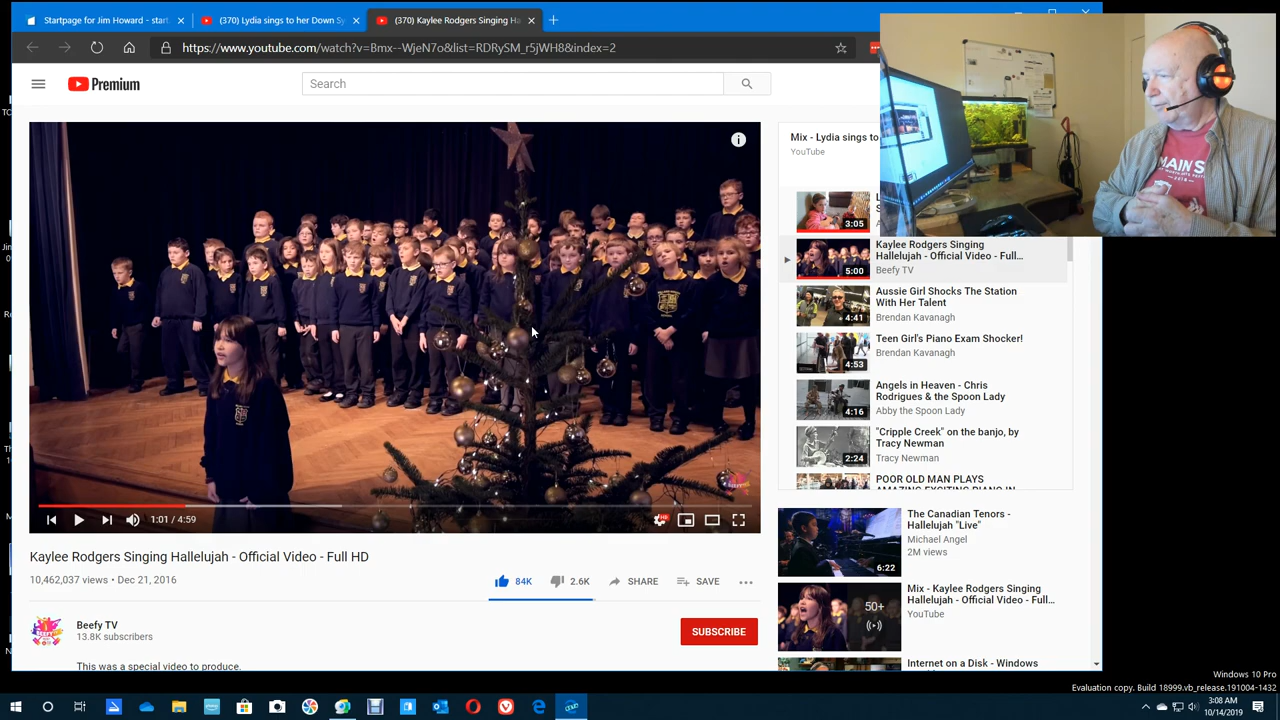 Startpage for Jim Howard - start.
(370) Lydia sings to her Down Sy
(370) Kaylee Rodgers Singing Ha
https://www.youtube.com/watch?v=Bmx--WjeN7o&list=RDRySM_r5jWH8&index=2
Premium
Search
MAIN S
Mix - Lydia sings to
YouTube
3:05
Kaylee Rodgers Singing
Hallelujah - Official Video - Full...
Beefy TV
5:00
Aussie Girl Shocks The Station
With Her Talent
Brendan Kavanagh
4:41
Teen Girl's Piano Exam Shocker!
Brendan Kavanagh
4:53
Angels in Heaven - Chris
Rodrigues & the Spoon Lady
Abby the Spoon Lady
4:16
"Cripple Creek" on the banjo, by
Tracy Newman
Tracy Newman
2:24
POOR OLD MAN PLAYS
AMAZING EXCITING PIANO IN
1:01 / 4:59
Kaylee Rodgers Singing Hallelujah - Official Video - Full HD
10,462,037 views • Dec 21, 2016
84K
2.6K
SHARE
SAVE
Beefy TV
13.8K subscribers
SUBSCRIBE
This was a special video to produce.
The Canadian Tenors -
Hallelujah "Live"
Michael Angel
2M views
6:22
Mix - Kaylee Rodgers Singing
Hallelujah - Official Video - Full...
YouTube
50+
Internet on a Disk - Windows
Windows 10 Pro
Evaluation copy. Build 18999.vb_release.191004-1432
3:08 AM
10/14/2019